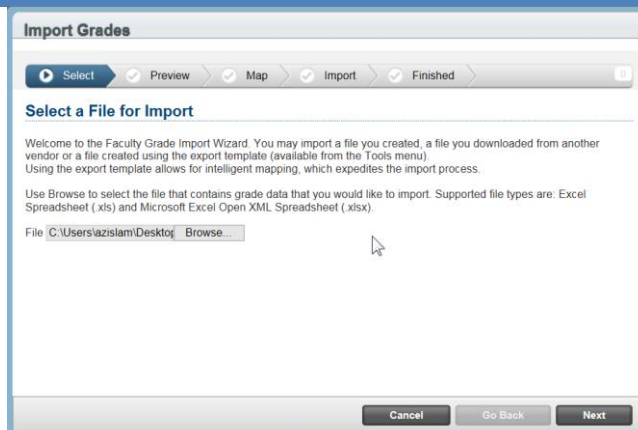 Import Grades
Select Preview Map Import Finished 0
Select a File for Import
Welcome to the Faculty Grade Import Wizard. You may import a file you created, a file you downloaded from another
vendor or a file created using the export template (available from the Tools menu).
Using the export template allows for intelligent mapping, which expedites the import process.
Use Browse to select the file that contains grade data that you would like to import. Supported file types are: Excel
Spreadsheet (.xls) and Microsoft Excel Open XML Spreadsheet (.xlsx).
File C:\Users\azislam\Desktop Browse...
Cancel Go Back Next